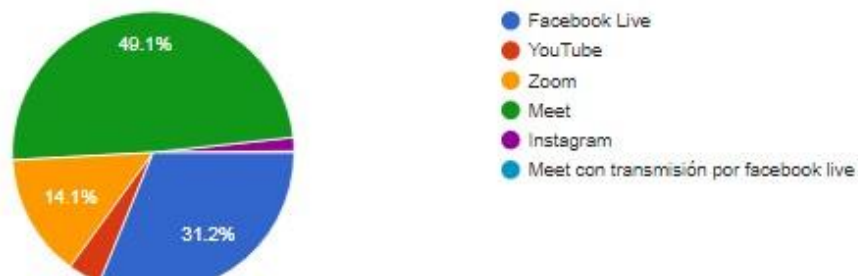 49.1%
14.1%
31.2%
Facebook Live
YouTube
Zoom
Meet
Instagram
Meet con transmisión por facebook live